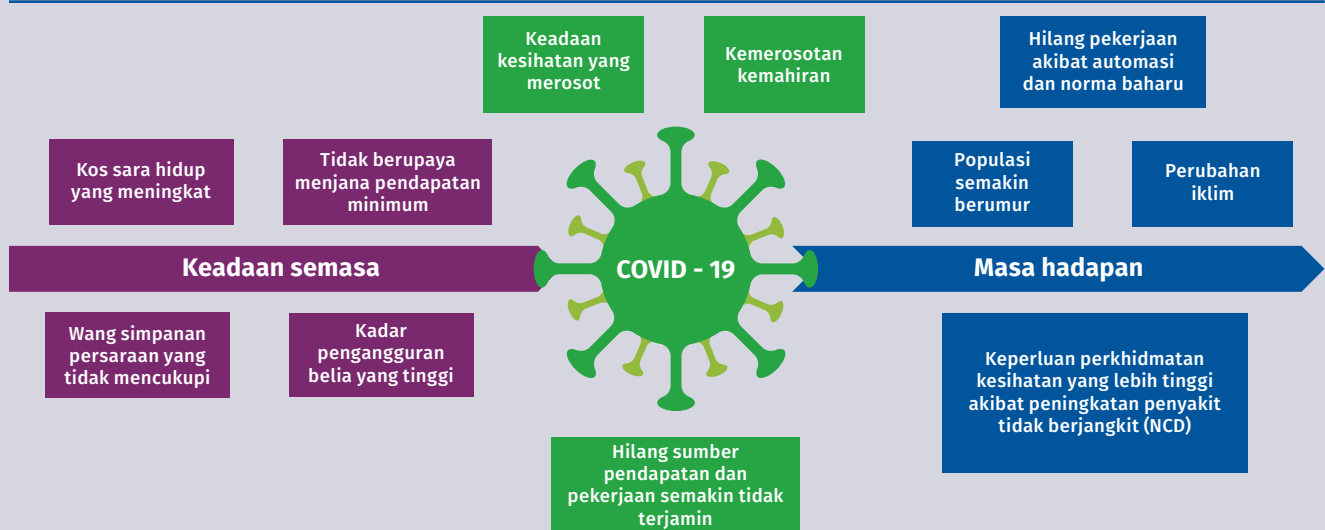 Keadaan
kesihatan yang
merosot
Kemerosotan
kemahiran
Hilang pekerjaan
akibat automasi
dan norma baharu
Kos sara hidup
yang meningkat
Tidak berupaya
menjana pendapatan
minimum
Populasi
semakin
berumur
Perubahan
iklim
Keadaan semasa
COVID - 19
Masa hadapan
Wang simpanan
persaraan yang
tidak mencukupi
Kadar
pengangguran
belia yang tinggi
Keperluan perkhidmatan
kesihatan yang lebih tinggi
akibat peningkatan penyakit
tidak berjangkit (NCD)
Hilang sumber
pendapatan dan
pekerjaan semakin tidak
terjamin